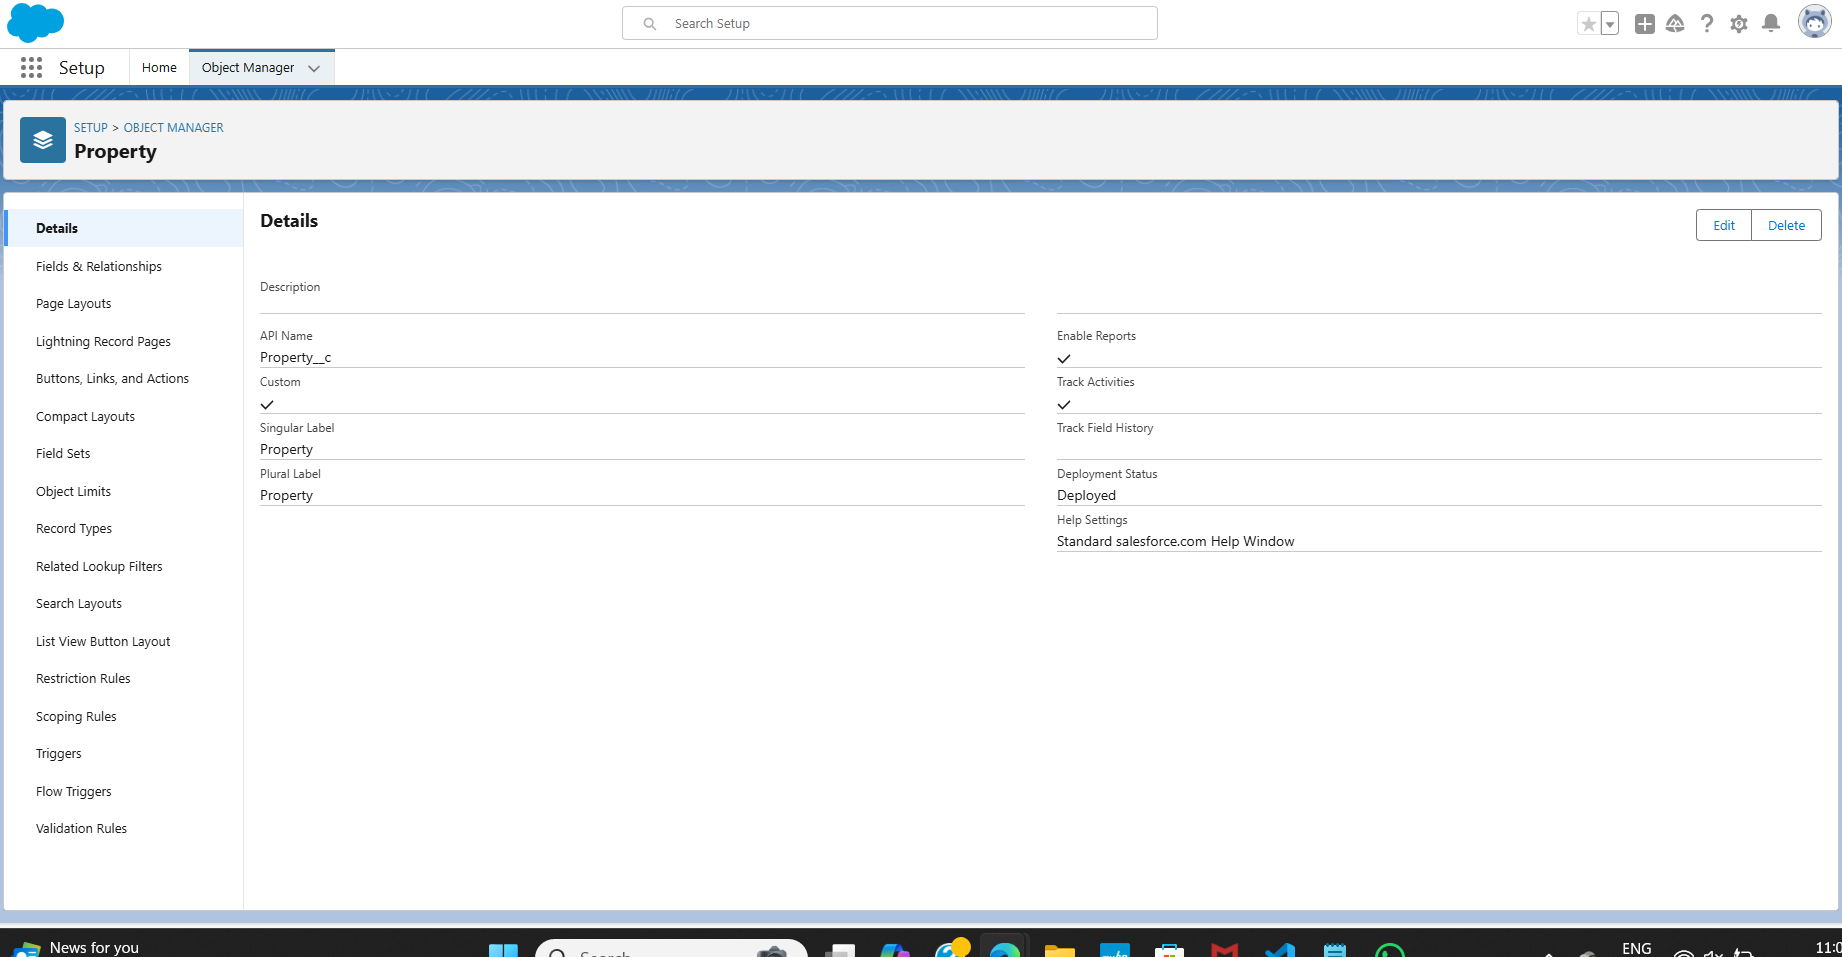 Search Setup
Setup
Home
Object Manager
SETUP > OBJECT MANAGER
Property
Details
Fields & Relationships
Page Layouts
Lightning Record Pages
Buttons, Links, and Actions
Compact Layouts
Field Sets
Object Limits
Record Types
Related Lookup Filters
Search Layouts
List View Button Layout
Restriction Rules
Scoping Rules
Triggers
Flow Triggers
Validation Rules
Details
Edit
Delete
Description
API Name
Property__c
Custom
Singular Label
Property
Plural Label
Property
Enable Reports
Track Activities
Track Field History
Deployment Status
Deployed
Help Settings
Standard salesforce.com Help Window
News for you
Search
ENG